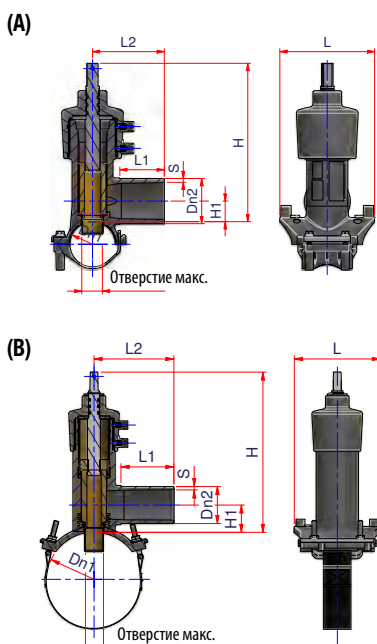 (A)
L2
L
H
L1
S
Dn2
H1
Отверстие макс.
(B)
L2
L
H
L1
S
Dn2
H1
Dn1
Отверстие макс.